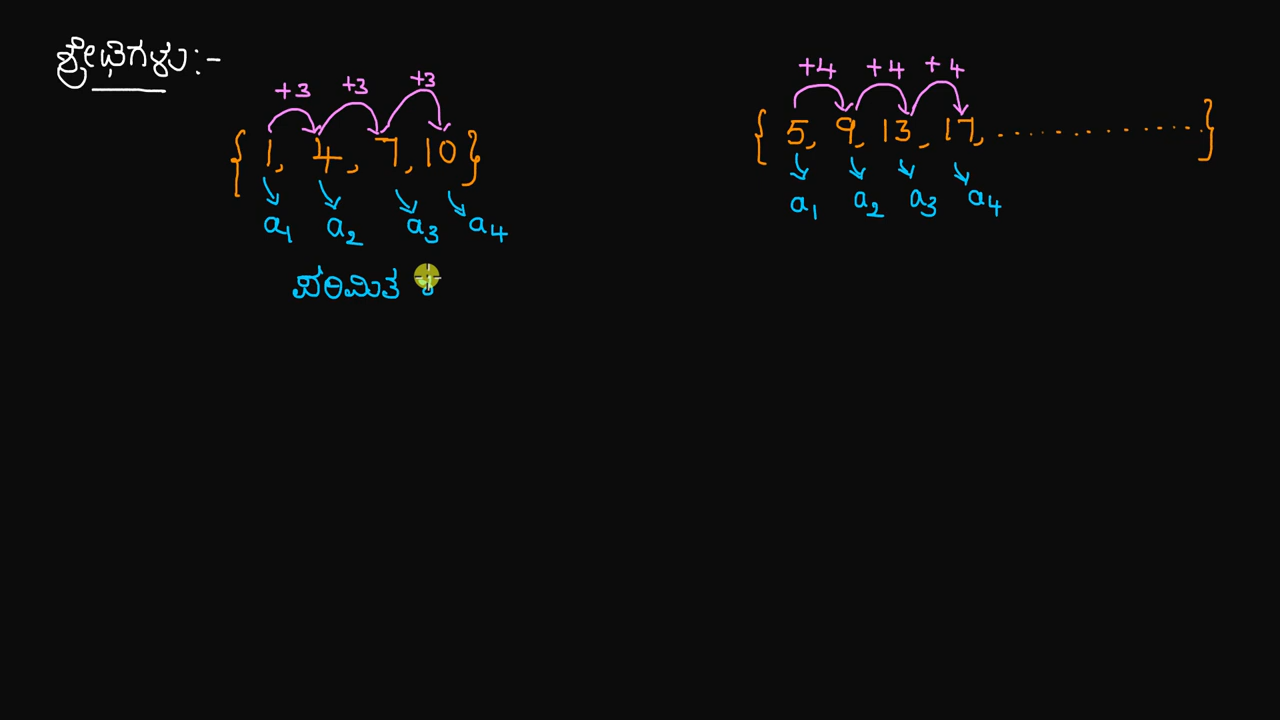 ಶ್ರೇಢಿಗಳು:-
+3 +3 +3
{1, 4, 7, 10}
a1 a2 a3 a4
ಪರಿಮಿತ
+4 +4 +4
{5, 9, 13, 17, ....................}
a1 a2 a3 a4